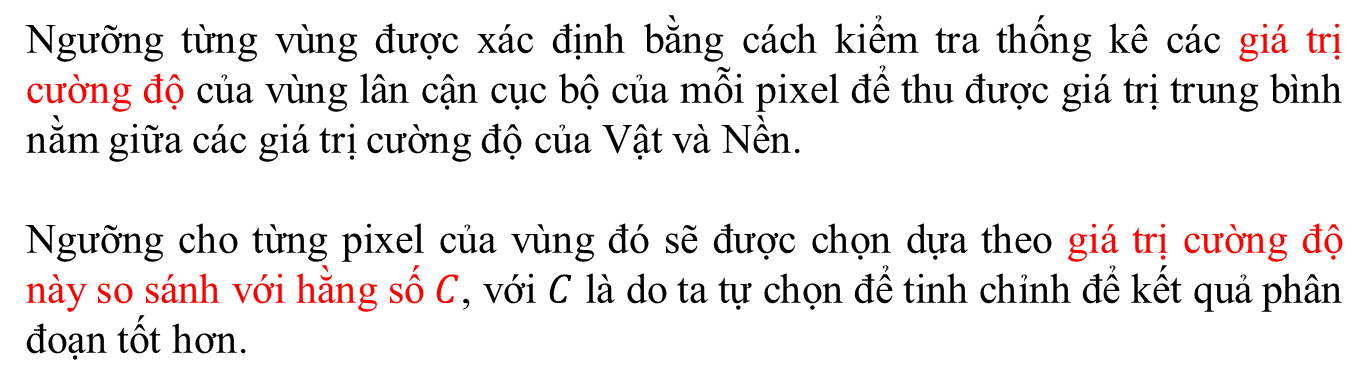 Ngưỡng từng vùng được xác định bằng cách kiểm tra thống kê các giá trị
cường độ của vùng lân cận cục bộ của mỗi pixel để thu được giá trị trung bình
nằm giữa các giá trị cường độ của Vật và Nền.
Ngưỡng cho từng pixel của vùng đó sẽ được chọn dựa theo giá trị cường độ
này so sánh với hằng số C, với C là do ta tự chọn để tinh chỉnh để kết quả phân
đoạn tốt hơn.